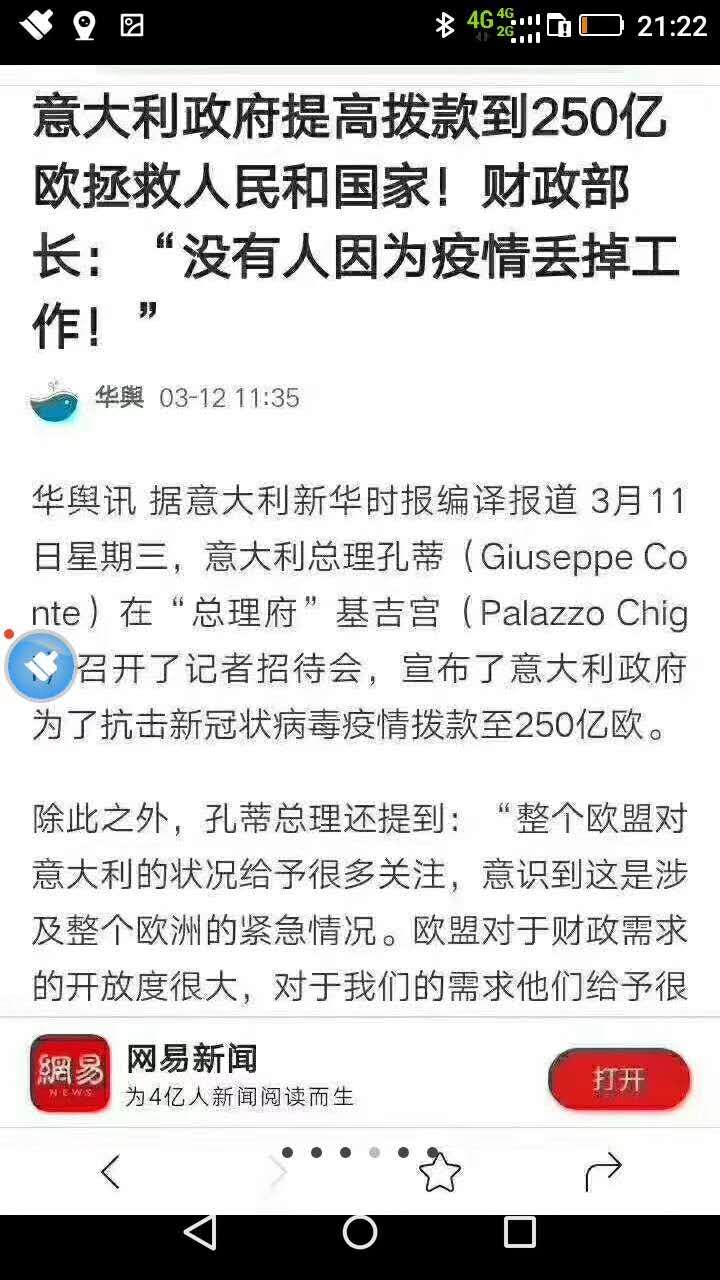 4G 4G 2G 21:22
意大利政府提高拨款到250亿
欧拯救人民和国家！财政部
长：“没有人因为疫情丢掉工
作！”
华舆 03-12 11:35
华舆讯 据意大利新华时报编译报道 3月11
日星期三，意大利总理孔蒂（Giuseppe Co
nte）在“总理府”基吉宫（Palazzo Chig
召开了记者招待会，宣布了意大利政府
为了抗击新冠状病毒疫情拨款至250亿欧。
除此之外，孔蒂总理还提到：“整个欧盟对
意大利的状况给予很多关注，意识到这是涉
及整个欧洲的紧急情况。欧盟对于财政需求
的开放度很大，对于我们的需求他们给予很
網易
NEWS
网易新闻
为4亿人新闻阅读而生
打开